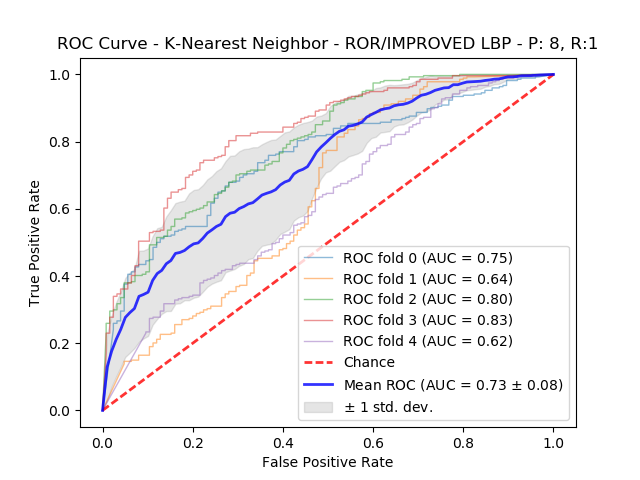 ROC Curve - K-Nearest Neighbor - ROR/IMPROVED LBP - P: 8, R:1
1.0
0.8
0.6
0.4
0.2
0.0
True Positive Rate
ROC fold 0 (AUC = 0.75)
ROC fold 1 (AUC = 0.64)
ROC fold 2 (AUC = 0.80)
ROC fold 3 (AUC = 0.83)
ROC fold 4 (AUC = 0.62)
Chance
Mean ROC (AUC = 0.73 ± 0.08)
± 1 std. dev.
0.0 0.2 0.4 0.6 0.8 1.0
False Positive Rate